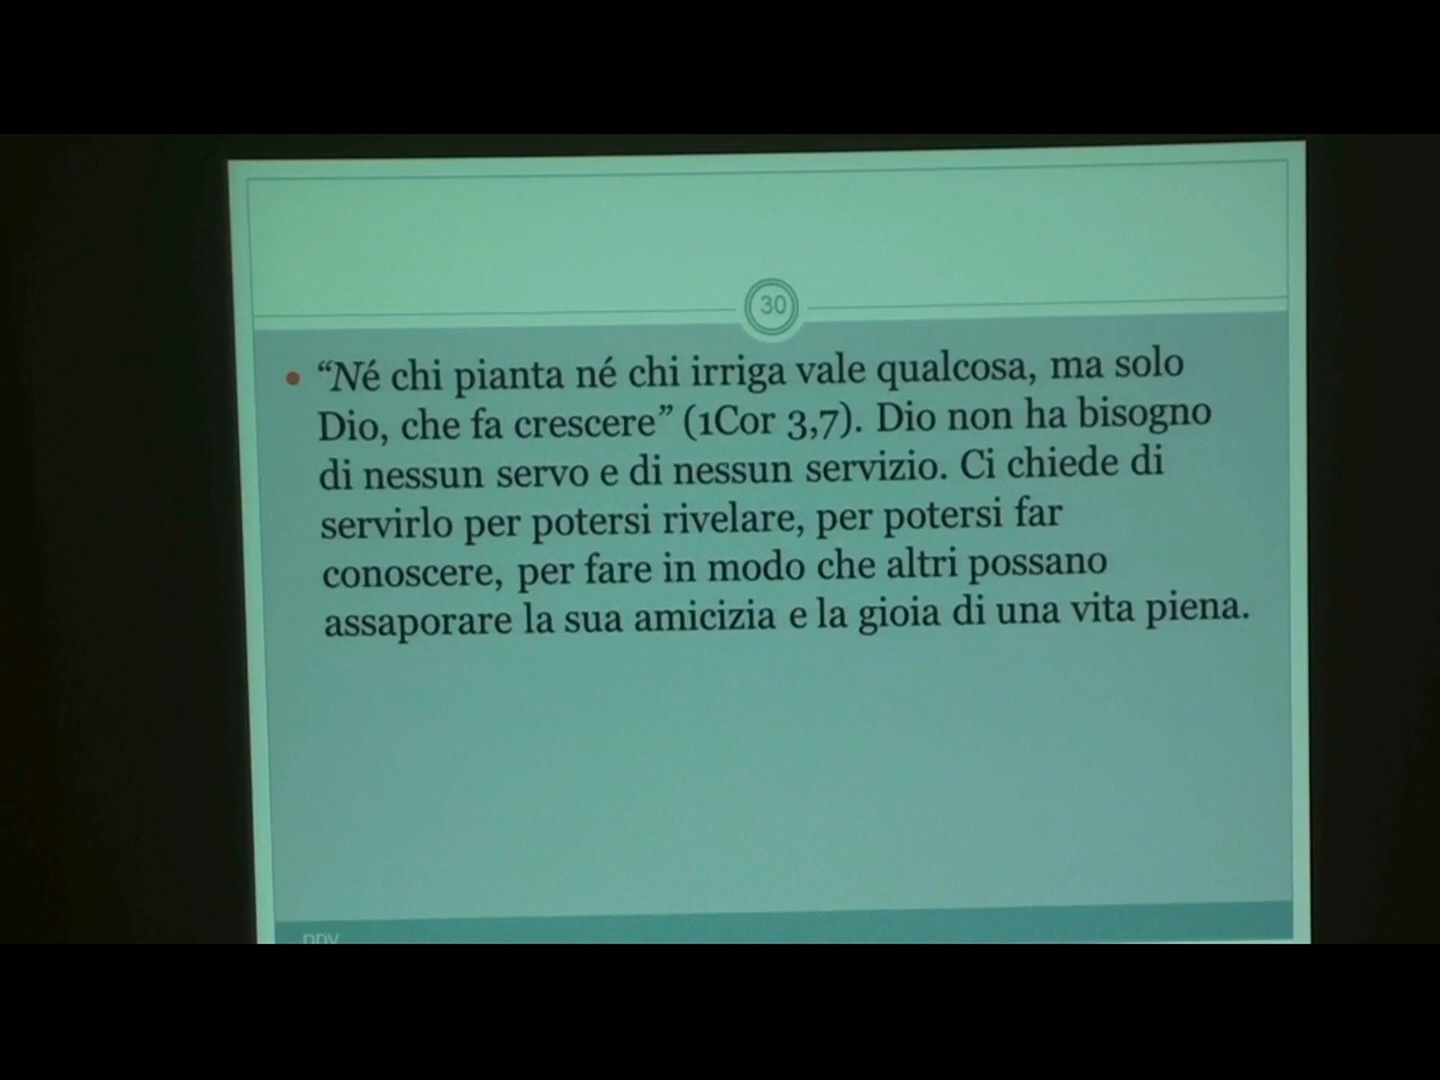 30
• “Né chi pianta né chi irriga vale qualcosa, ma solo
Dio, che fa crescere” (1Cor 3,7). Dio non ha bisogno
di nessun servo e di nessun servizio. Ci chiede di
servirlo per potersi rivelare, per potersi far
conoscere, per fare in modo che altri possano
assaporare la sua amicizia e la gioia di una vita piena.